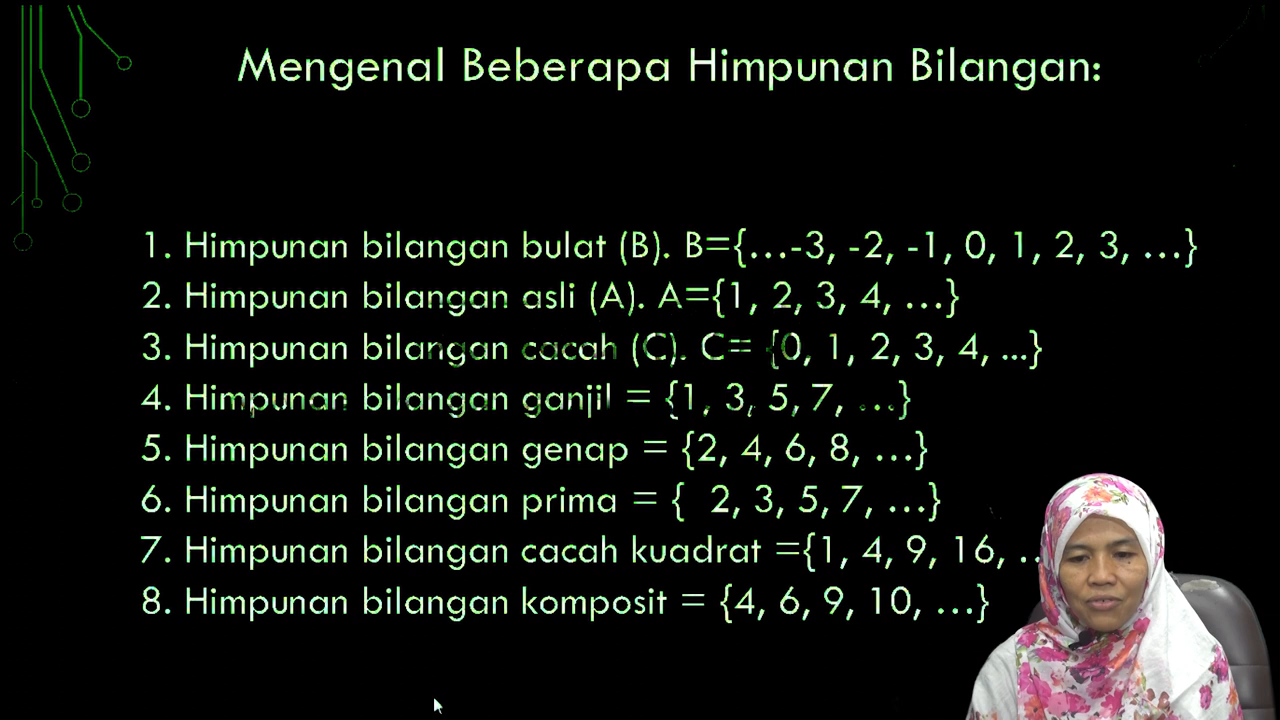 Mengenal Beberapa Himpunan Bilangan:
1. Himpunan bilangan bulat (B). B={...-3, -2, -1, 0, 1, 2, 3, ...}
2. Himpunan bilangan asli (A). A={1, 2, 3, 4, ...}
3. Himpunan bilangan cacah (C). C= {0, 1, 2, 3, 4, ...}
4. Himpunan bilangan ganjil = {1, 3, 5, 7, ...}
5. Himpunan bilangan genap = {2, 4, 6, 8, ...}
6. Himpunan bilangan prima = { 2, 3, 5, 7, ...}
7. Himpunan bilangan cacah kuadrat ={1, 4, 9, 16, ..
8. Himpunan bilangan komposit = {4, 6, 9, 10, ...}